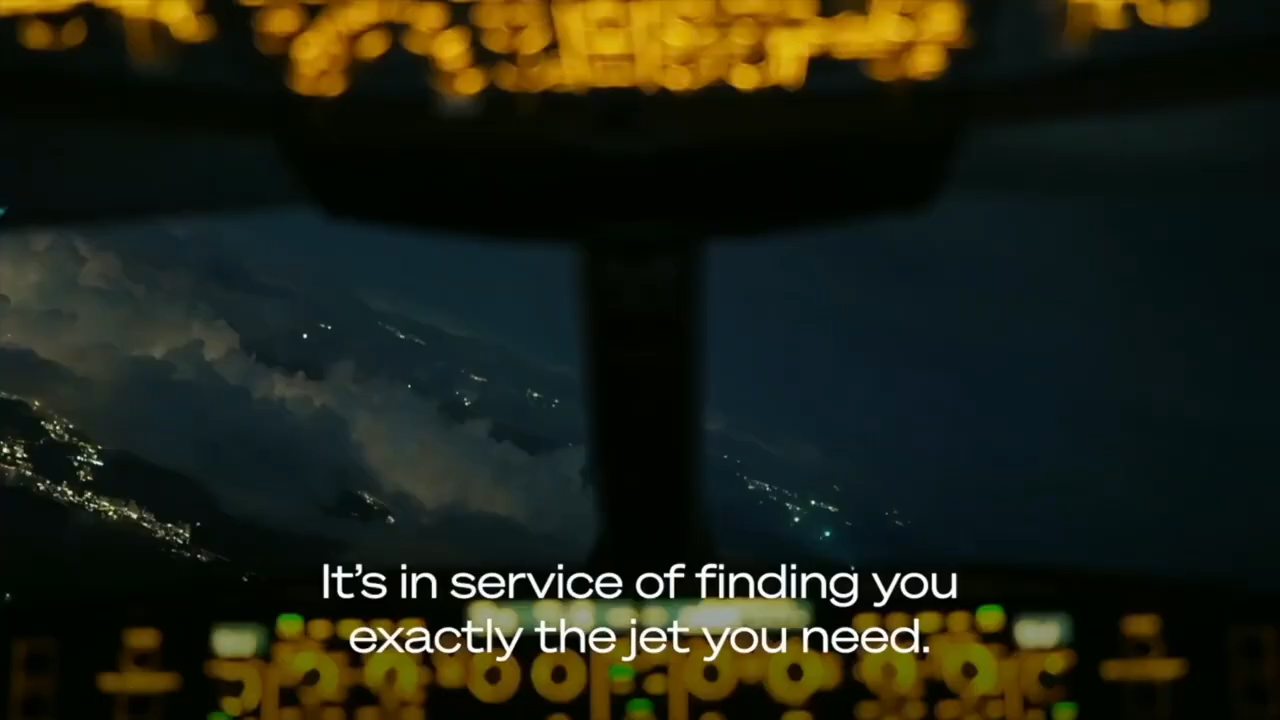 It’s in service of finding you
exactly the jet you need.